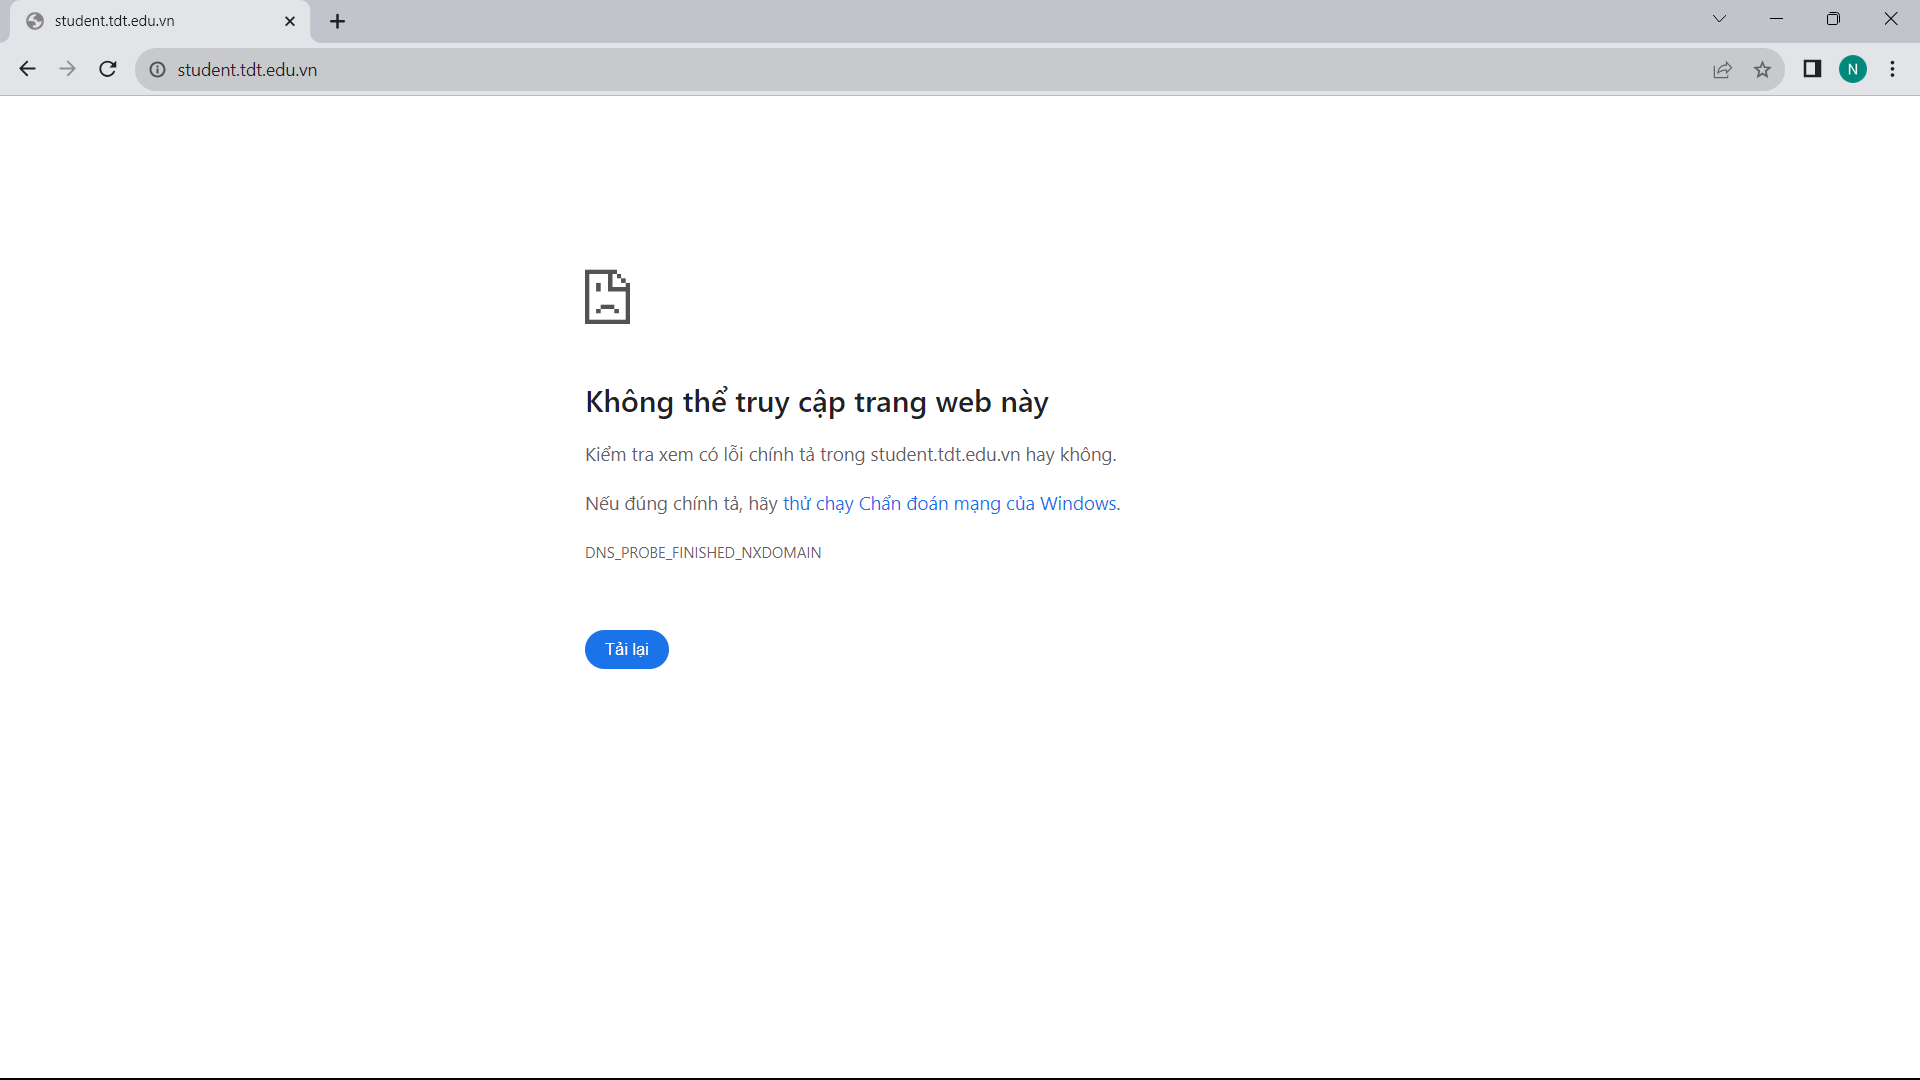 student.tdt.edu.vn
student.tdt.edu.vn
N
Không thể truy cập trang web này
Kiểm tra xem có lỗi chính tả trong student.tdt.edu.vn hay không.
Nếu đúng chính tả, hãy thử chạy Chẩn đoán mạng của Windows.
DNS_PROBE_FINISHED_NXDOMAIN
Tải lại